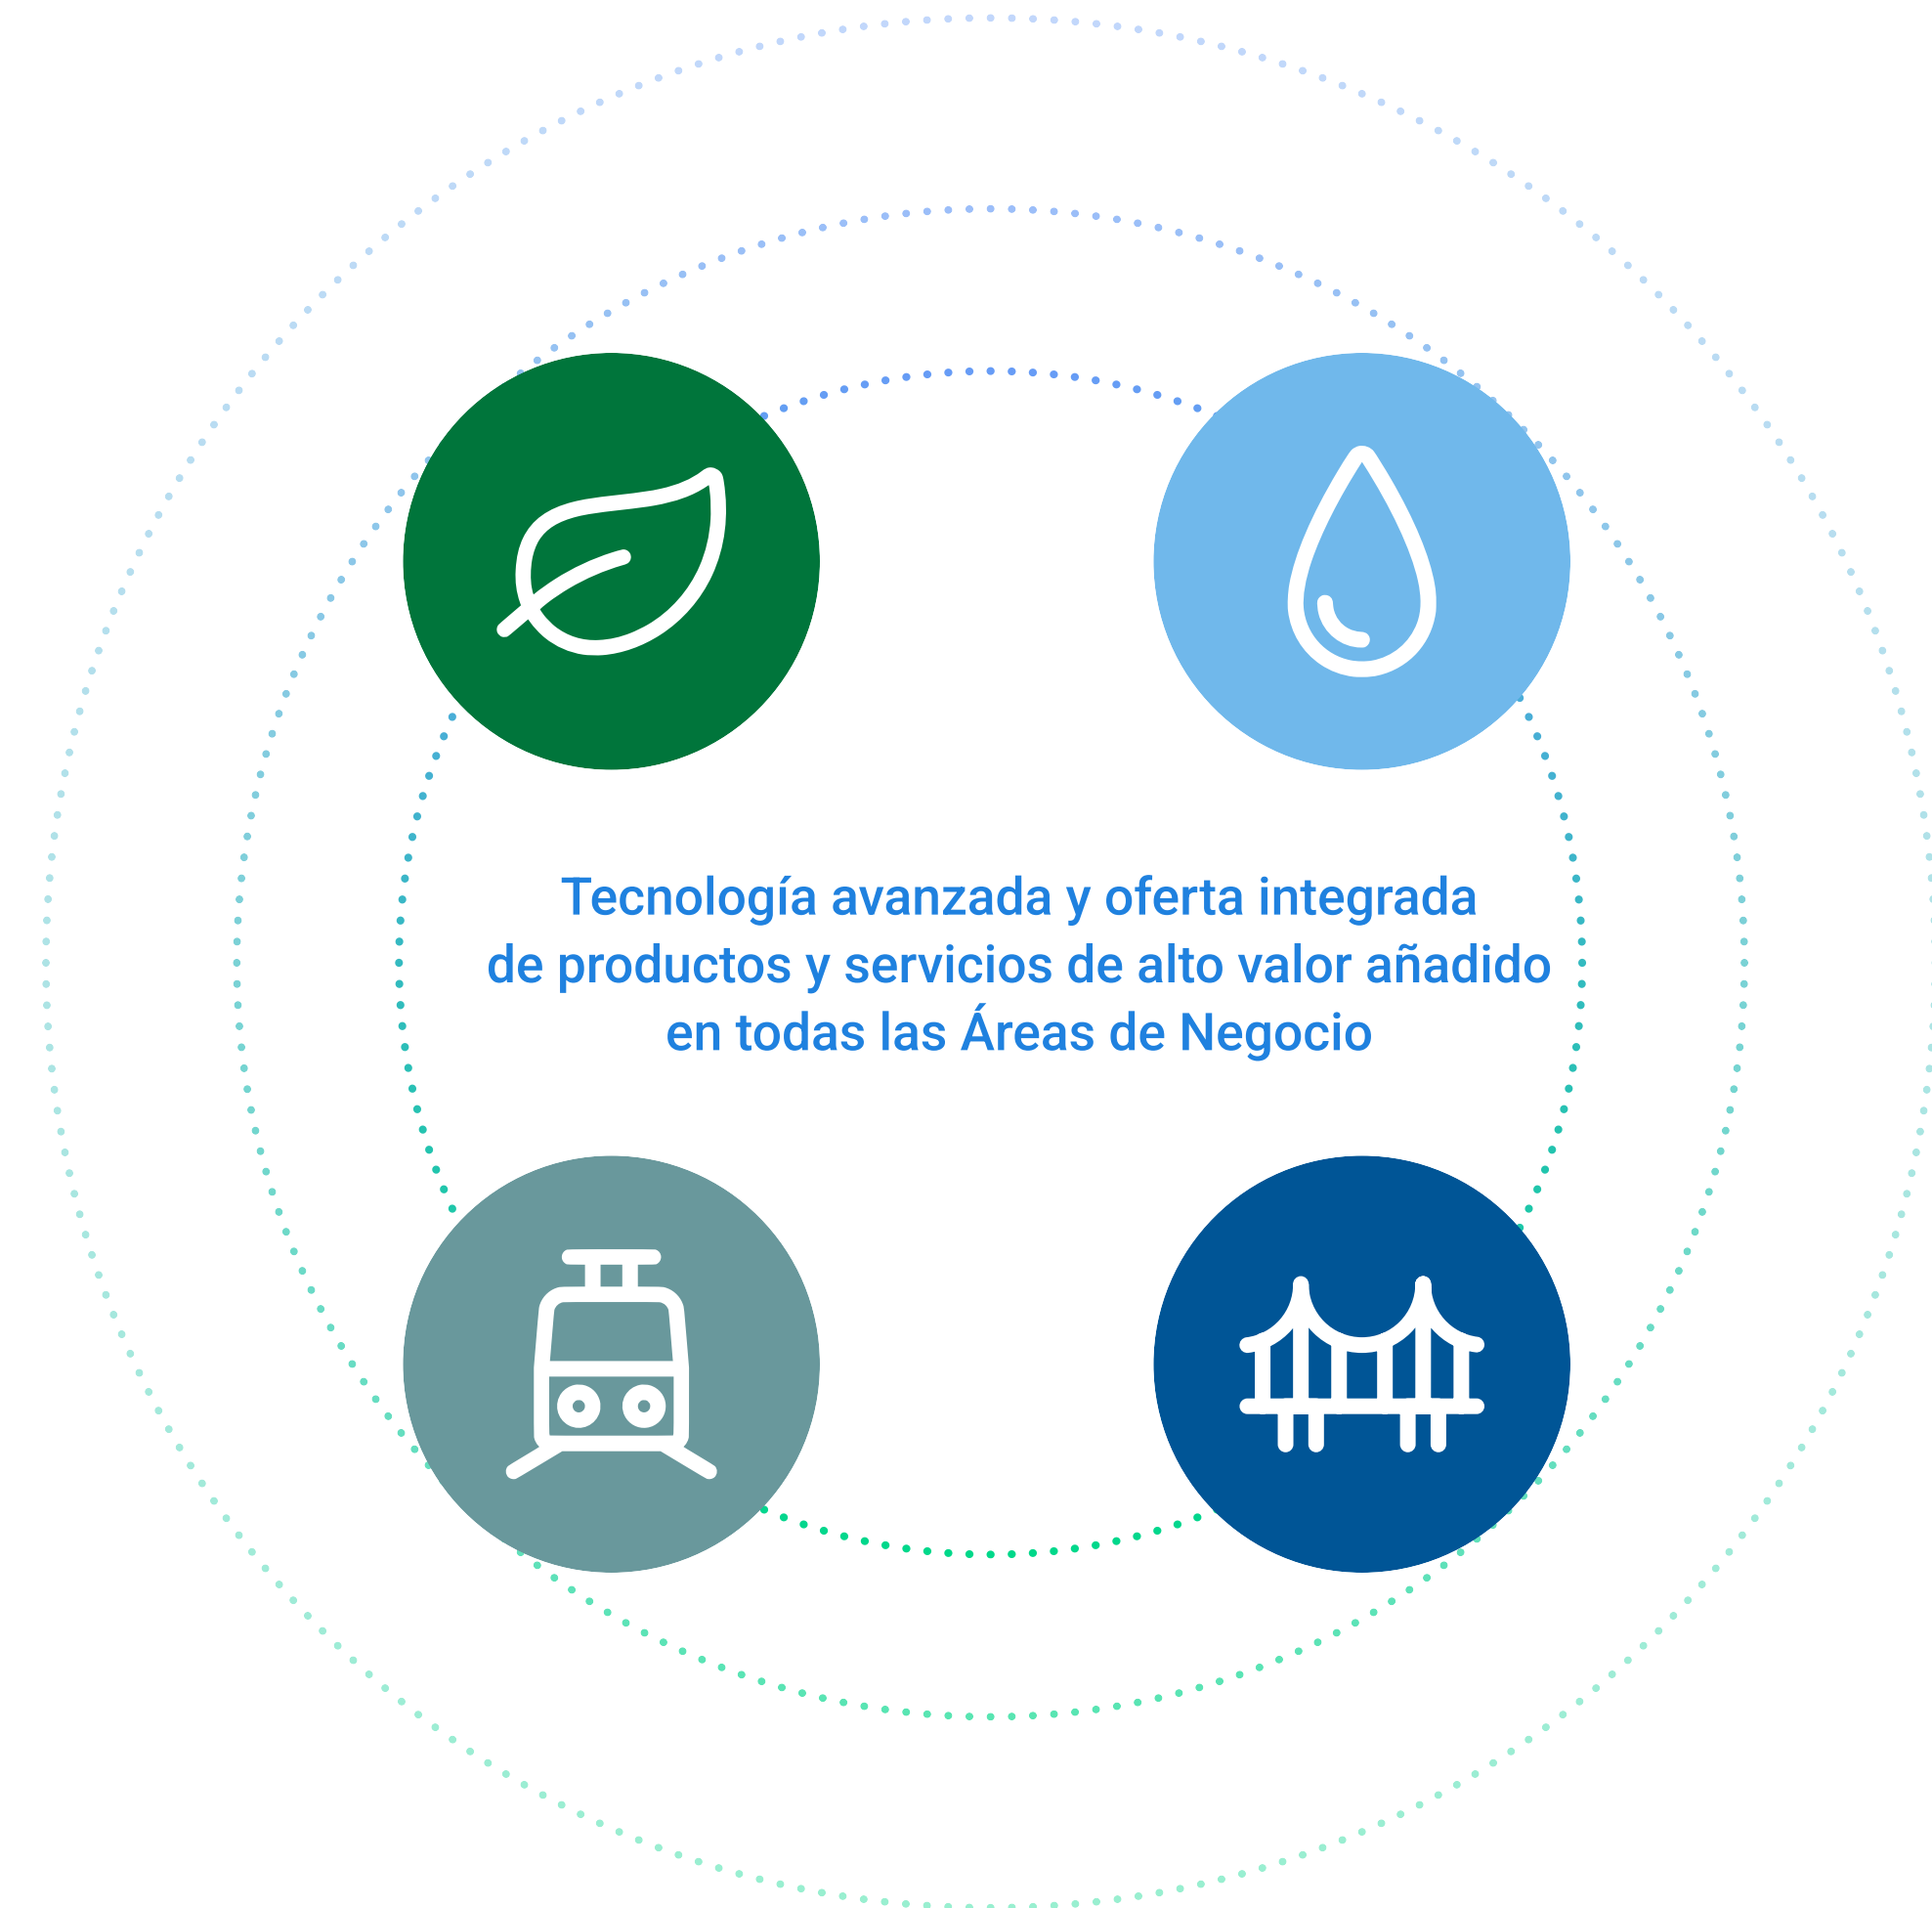 Tecnología avanzada y oferta integrada
de productos y servicios de alto valor añadido
en todas las Áreas de Negocio